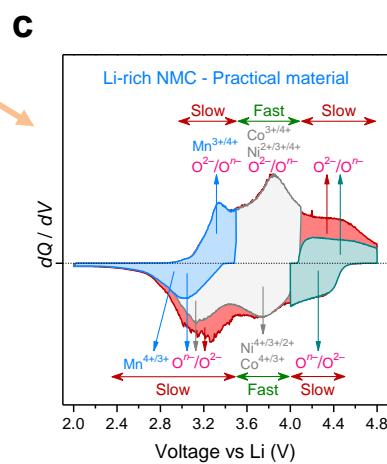 c
Li-rich NMC - Practical material
Slow Fast Slow
Co3+/4+
Mn3+/4+ Ni2+/3/4+
O2−/On− O2−/On− O2−/On−
dQ / dV
Ni4+/3/2+
Mn4+/3+ On−/O2− Co4+/3+ On−/O2−
Slow Fast Slow
2.0 2.4 2.8 3.2 3.6 4.0 4.4 4.8
Voltage vs Li (V)